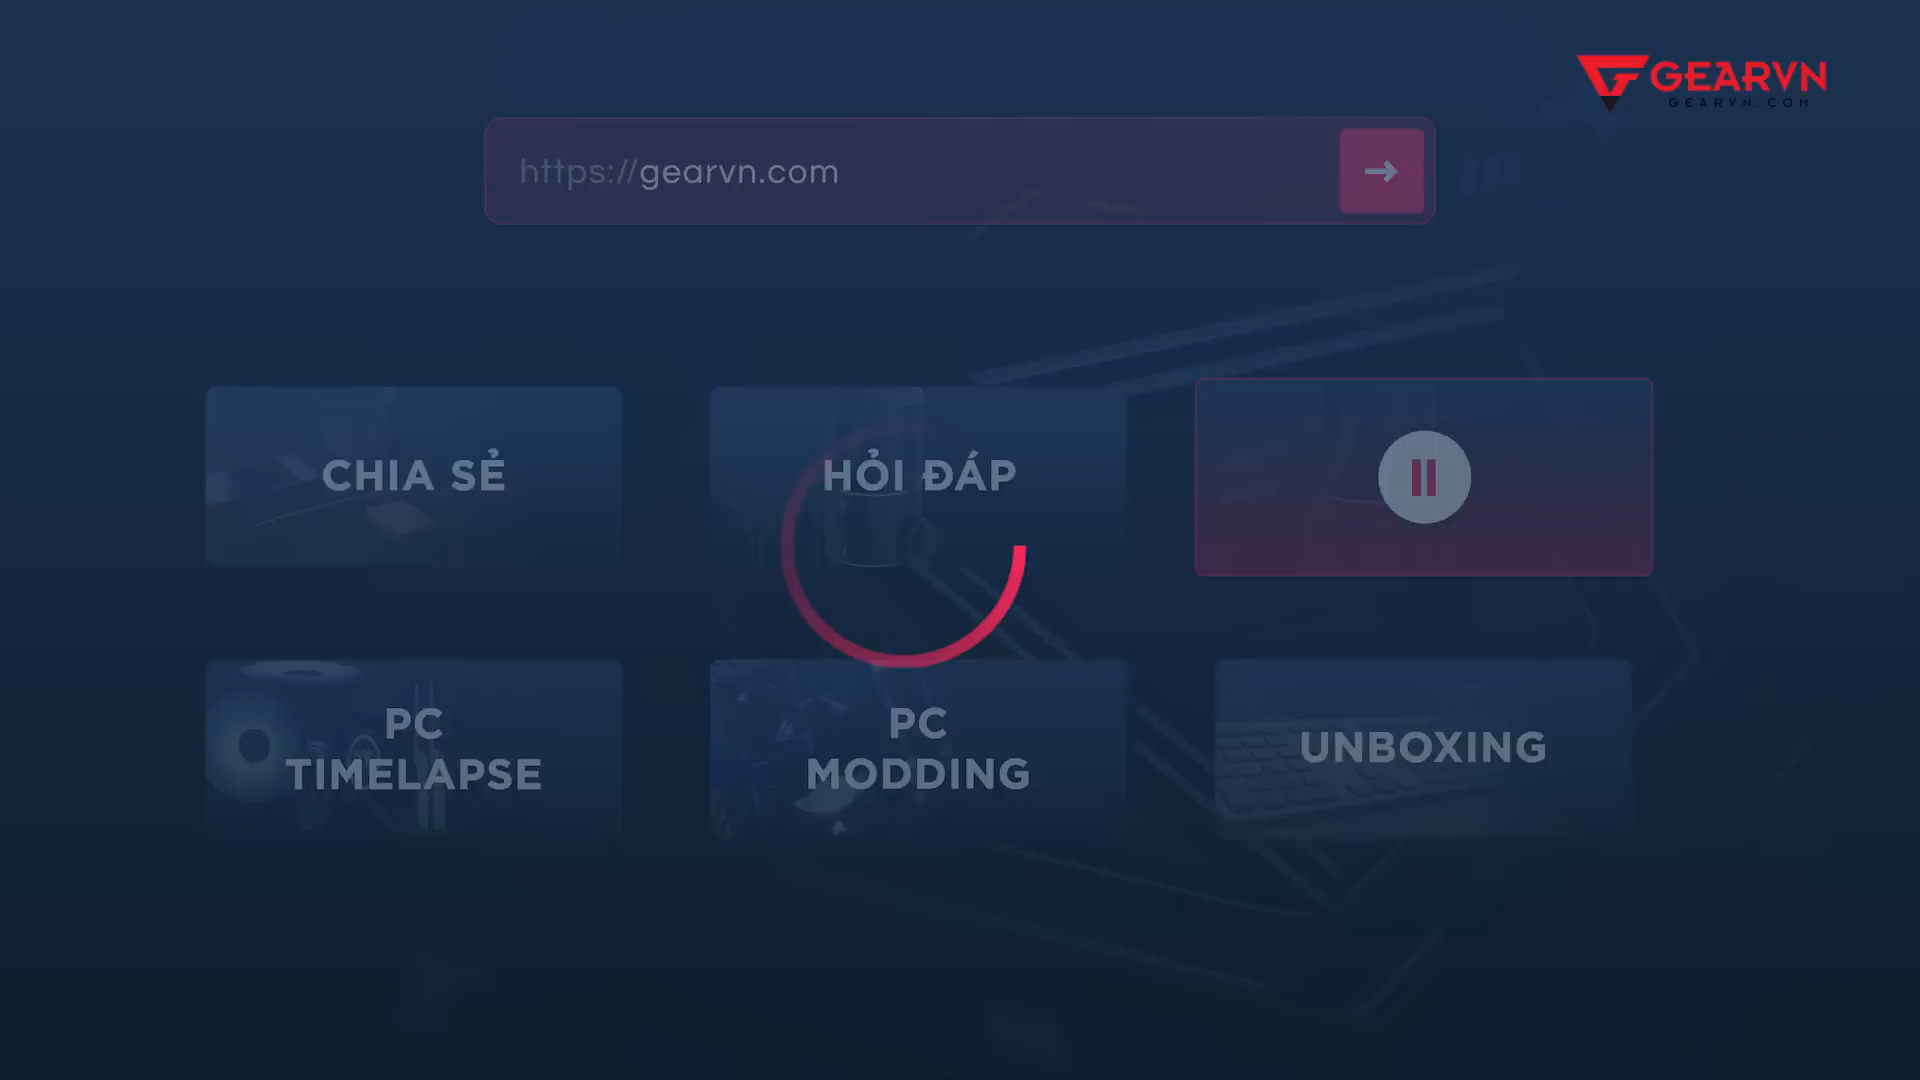 GEARVN
GEARVN.COM
https://gearvn.com
CHIA SẺ
HỎI ĐÁP
PC
TIMELAPSE
PC
MODDING
UNBOXING